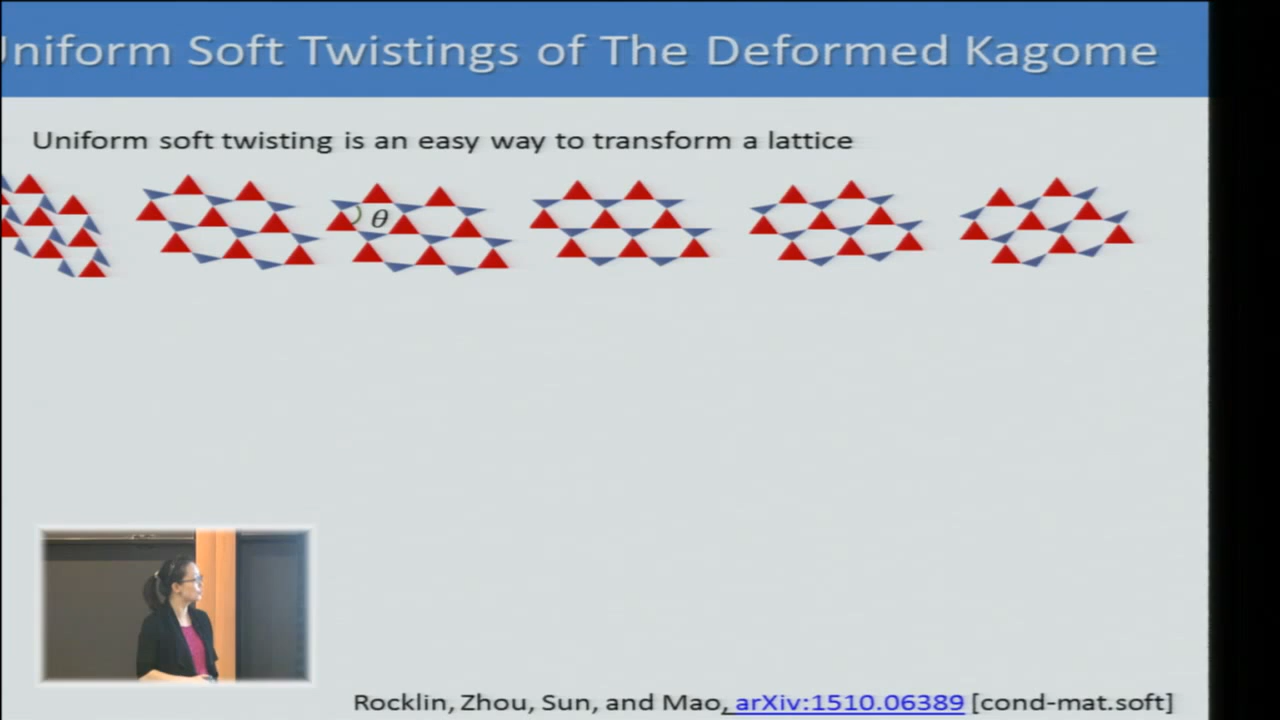 Uniform Soft Twistings of The Deformed Kagome
Uniform soft twisting is an easy way to transform a lattice
θ
Rocklin, Zhou, Sun, and Mao, arXiv:1510.06389 [cond-mat.soft]